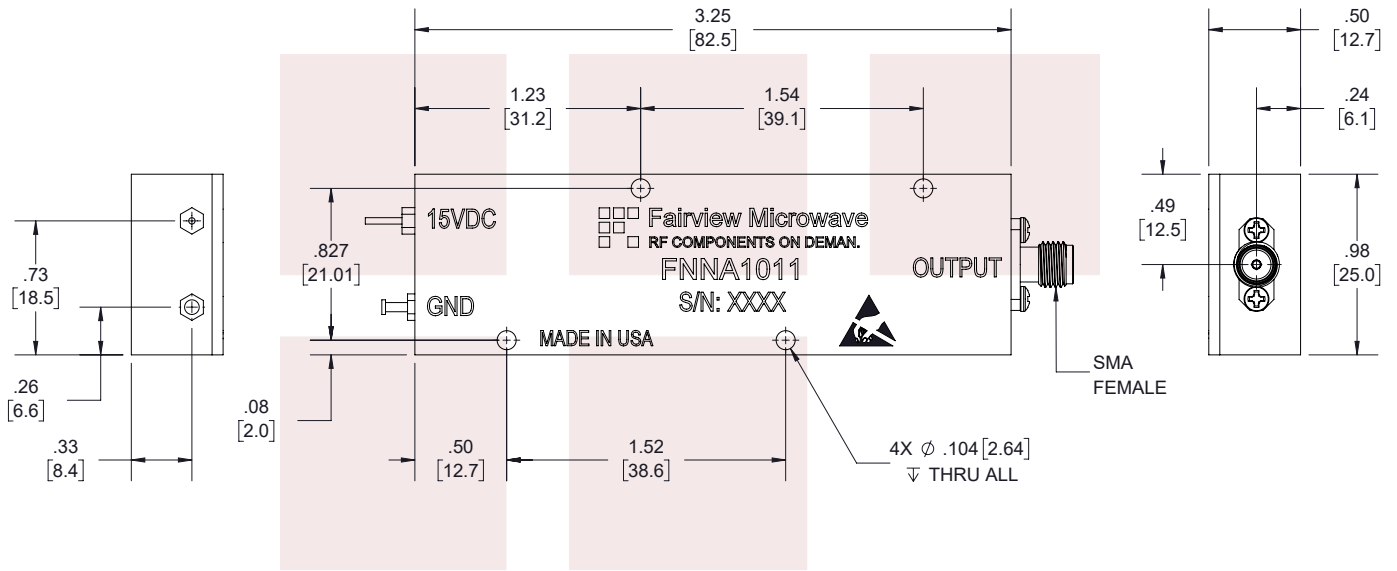 3.25
[82.5]
.50
[12.7]
1.23
[31.2]
1.54
[39.1]
.24
[6.1]
15VDC
Fairview Microwave
RF COMPONENTS ON DEMAN.
FNNA1011
S/N: XXXX
OUTPUT
GND
MADE IN USA
.827
[21.01]
.73
[18.5]
.49
[12.5]
.98
[25.0]
SMA
FEMALE
.26
[6.6]
.08
[2.0]
.33
[8.4]
.50
[12.7]
1.52
[38.6]
4X Ø .104 [2.64]
↧ THRU ALL